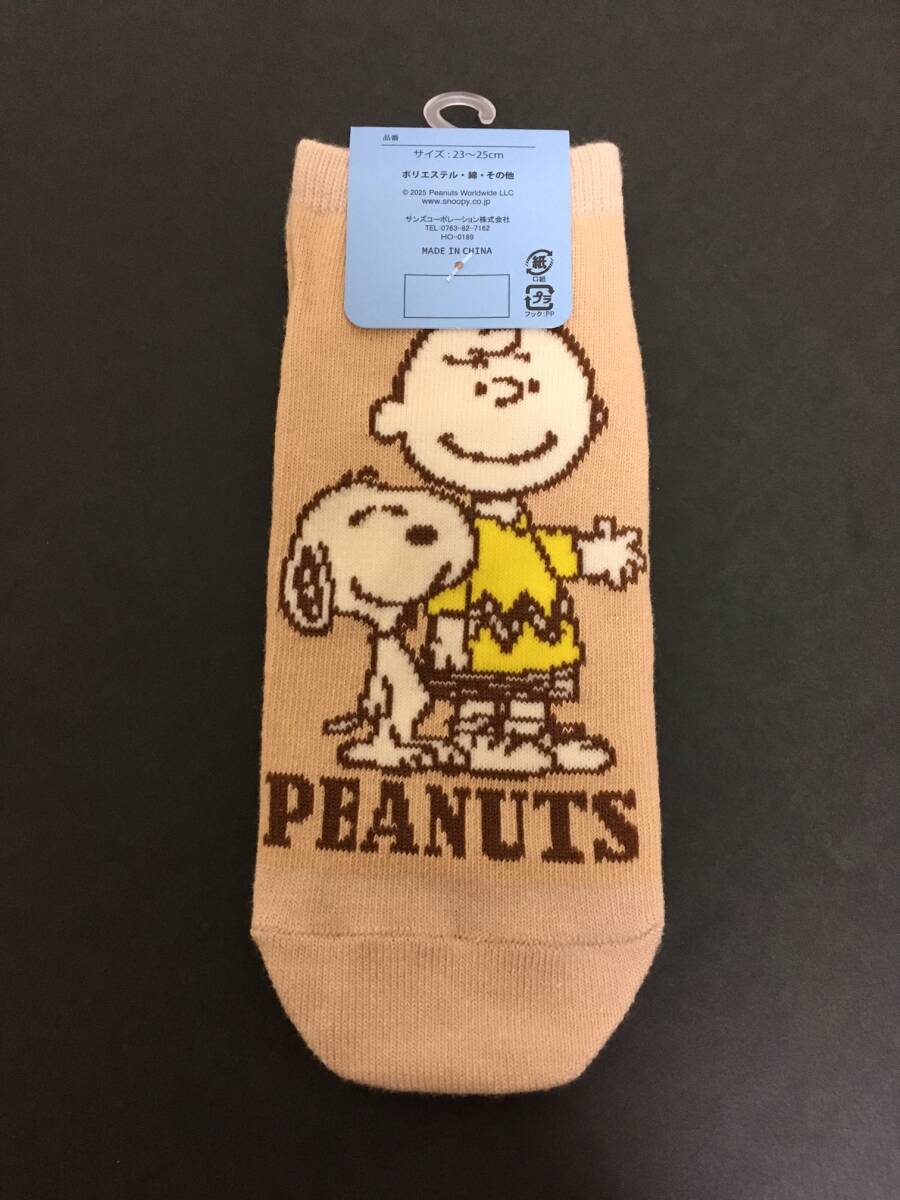 品番
サイズ:23～25cm
ポリエステル・綿・その他
© 2025 Peanuts Worldwide LLC
www.snoopy.co.jp
サンズコーポレーション株式会社
TEL:0763-82-7162
HO-0189
MADE IN CHINA
紙
口紙
プラ
フック:PP
PEANUTS